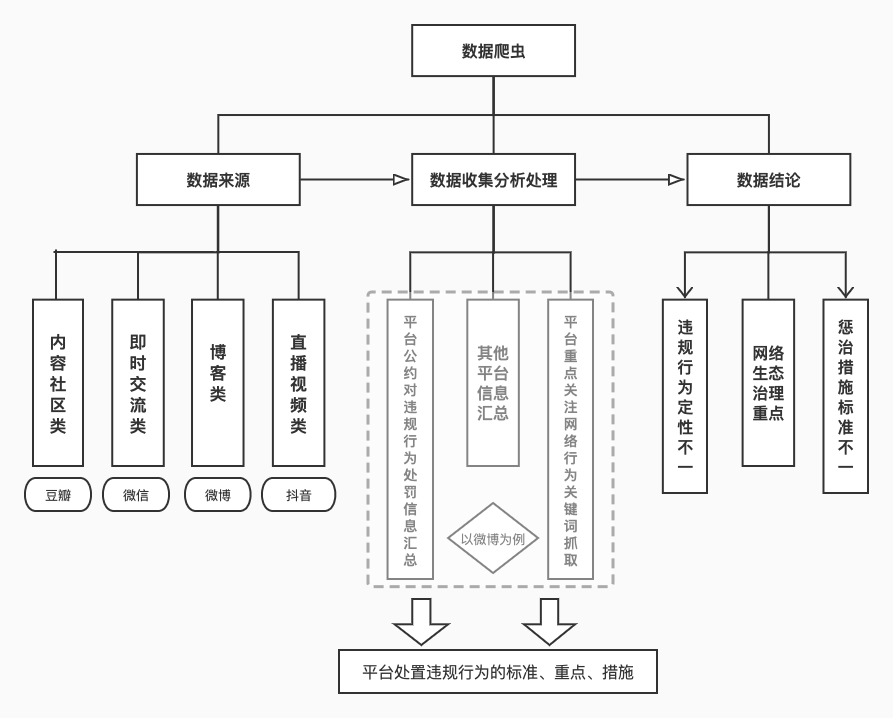 数据爬虫
数据来源
数据收集分析处理
数据结论
内容社区类
即时交流类
博客类
直播视频类
豆瓣
微信
微博
抖音
平台公约对违规行为处罚信息汇总
其他
平台
信息
汇总
平台重点关注网络行为关键词抓取
以微博为例
违规行为定性不一
网络
生态
治理
重点
惩治措施标准不一
平台处置违规行为的标准、重点、措施